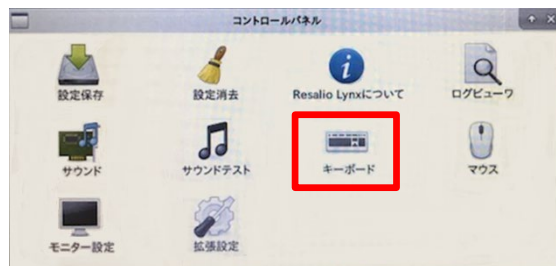 コントロールパネル
設定保存
設定消去
Resalio Lynxについて
ログビューワ
サウンド
サウンドテスト
キーボード
マウス
モニター設定
拡張設定